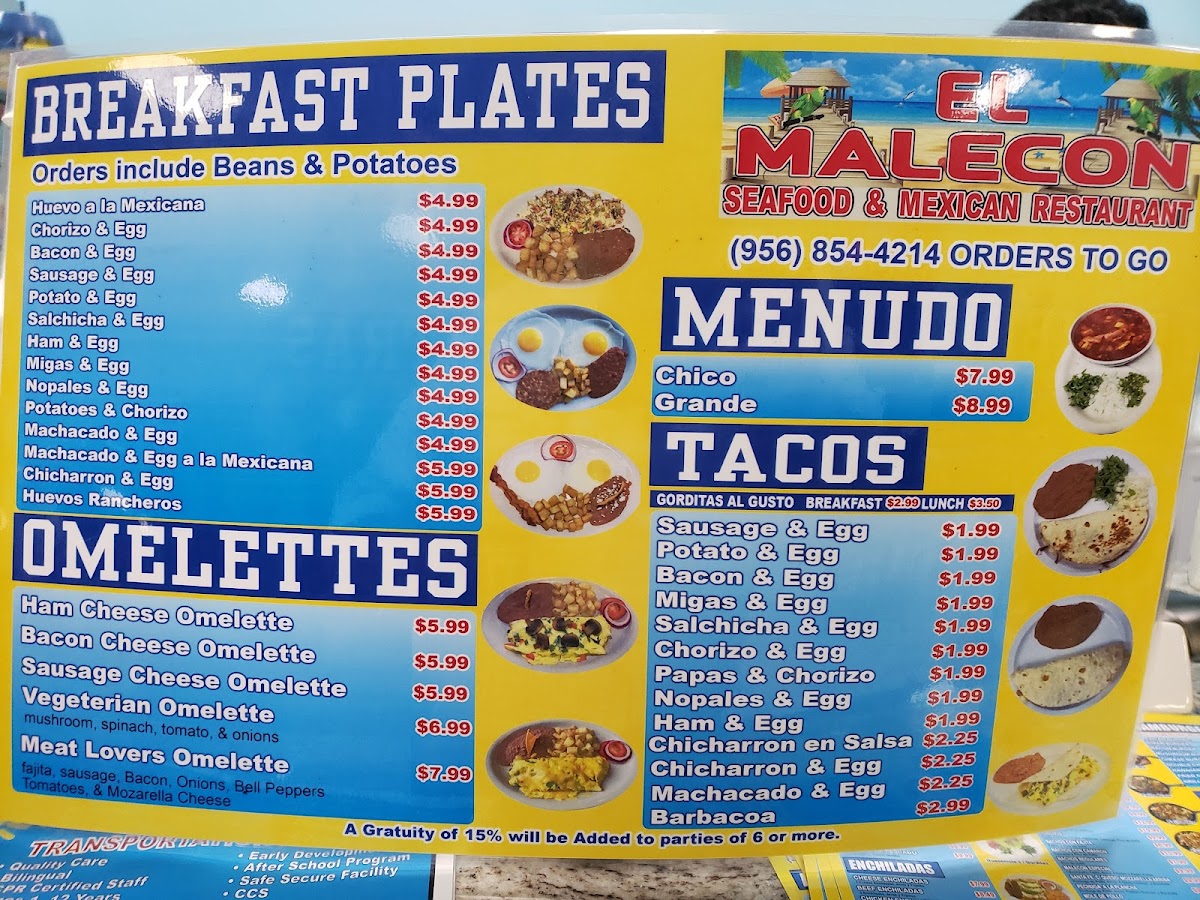 BREAKFAST PLATES
Orders include Beans & Potatoes
Huevo a la Mexicana $4.99
Chorizo & Egg $4.99
Bacon & Egg $4.99
Sausage & Egg $4.99
Potato & Egg $4.99
Salchicha & Egg $4.99
Ham & Egg $4.99
Migas & Egg $4.99
Nopales & Egg $4.99
Potatoes & Chorizo $4.99
Machacado & Egg $4.99
Machacado & Egg a la Mexicana $5.99
Chicharron & Egg $5.99
Huevos Rancheros $5.99
OMELETTES
Ham Cheese Omelette $5.99
Bacon Cheese Omelette $5.99
Sausage Cheese Omelette $5.99
Vegeterian Omelette $6.99
mushroom, spinach, tomato, & onions
Meat Lovers Omelette $7.99
fajita, sausage, Bacon, Onions, Bell Peppers
Tomatoes, & Mozarella Cheese
EL
MALECON
SEAFOOD & MEXICAN RESTAURANT
(956) 854-4214 ORDERS TO GO
MENUDO
Chico $7.99
Grande $8.99
TACOS
GORDITAS AL GUSTO BREAKFAST $2.99 LUNCH $3.50
Sausage & Egg $1.99
Potato & Egg $1.99
Bacon & Egg $1.99
Migas & Egg $1.99
Salchicha & Egg $1.99
Chorizo & Egg $1.99
Papas & Chorizo $1.99
Nopales & Egg $1.99
Ham & Egg $1.99
Chicharron en Salsa $2.25
Chicharron & Egg $2.25
Machacado & Egg $2.25
Barbacoa $2.99
A Gratuity of 15% will be Added to parties of 6 or more.
• Quality Care
Bilingual
CPR Certified Staff
• Early
• After School Program
• Safe Secure Facility
• CCS
ENCHILADAS
CHEESE ENCHILADAS
BEEF ENCHILADAS